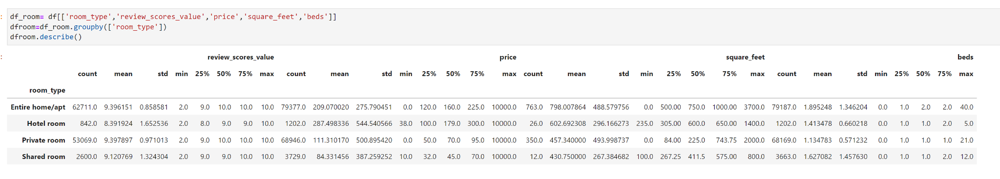 :
df_room= df[['room_type','review_scores_value','price','square_feet','beds']]
dfroom=df_room.groupby(['room_type'])
dfroom.describe()
:
review_scores_value price square_feet beds
count mean std min 25% 50% 75% max count mean std min 25% 50% 75% max count mean std min 25% 50% 75% max count mean std min 25% 50% 75% max
room_type
Entire home/apt 62711.0 9.396151 0.858581 2.0 9.0 10.0 10.0 10.0 79377.0 209.070020 275.790451 0.0 120.0 160.0 225.0 10000.0 763.0 798.007864 488.579756 0.0 500.00 750.0 1000.00 3700.0 79187.0 1.895248 1.346204 0.0 1.0 2.0 2.0 40.0
Hotel room 842.0 8.391924 1.652536 2.0 8.0 9.0 9.0 10.0 1202.0 287.498336 544.540566 38.0 100.0 179.0 300.0 10000.0 26.0 602.692308 296.166273 235.0 305.00 600.0 650.00 1400.0 1202.0 1.413478 0.660218 0.0 1.0 1.0 2.0 5.0
Private room 53069.0 9.397897 0.971013 2.0 9.0 10.0 10.0 10.0 68946.0 111.310170 500.895420 0.0 50.0 70.0 95.0 10000.0 350.0 457.340000 493.998737 0.0 84.00 225.0 743.75 2000.0 68169.0 1.134783 0.571232 0.0 1.0 1.0 1.0 21.0
Shared room 2600.0 9.120769 1.324304 2.0 9.0 9.0 10.0 10.0 3729.0 84.331456 387.259252 10.0 32.0 45.0 70.0 10000.0 12.0 430.750000 267.384682 100.0 267.25 411.5 575.00 800.0 3663.0 1.627082 1.457630 0.0 1.0 1.0 2.0 12.0